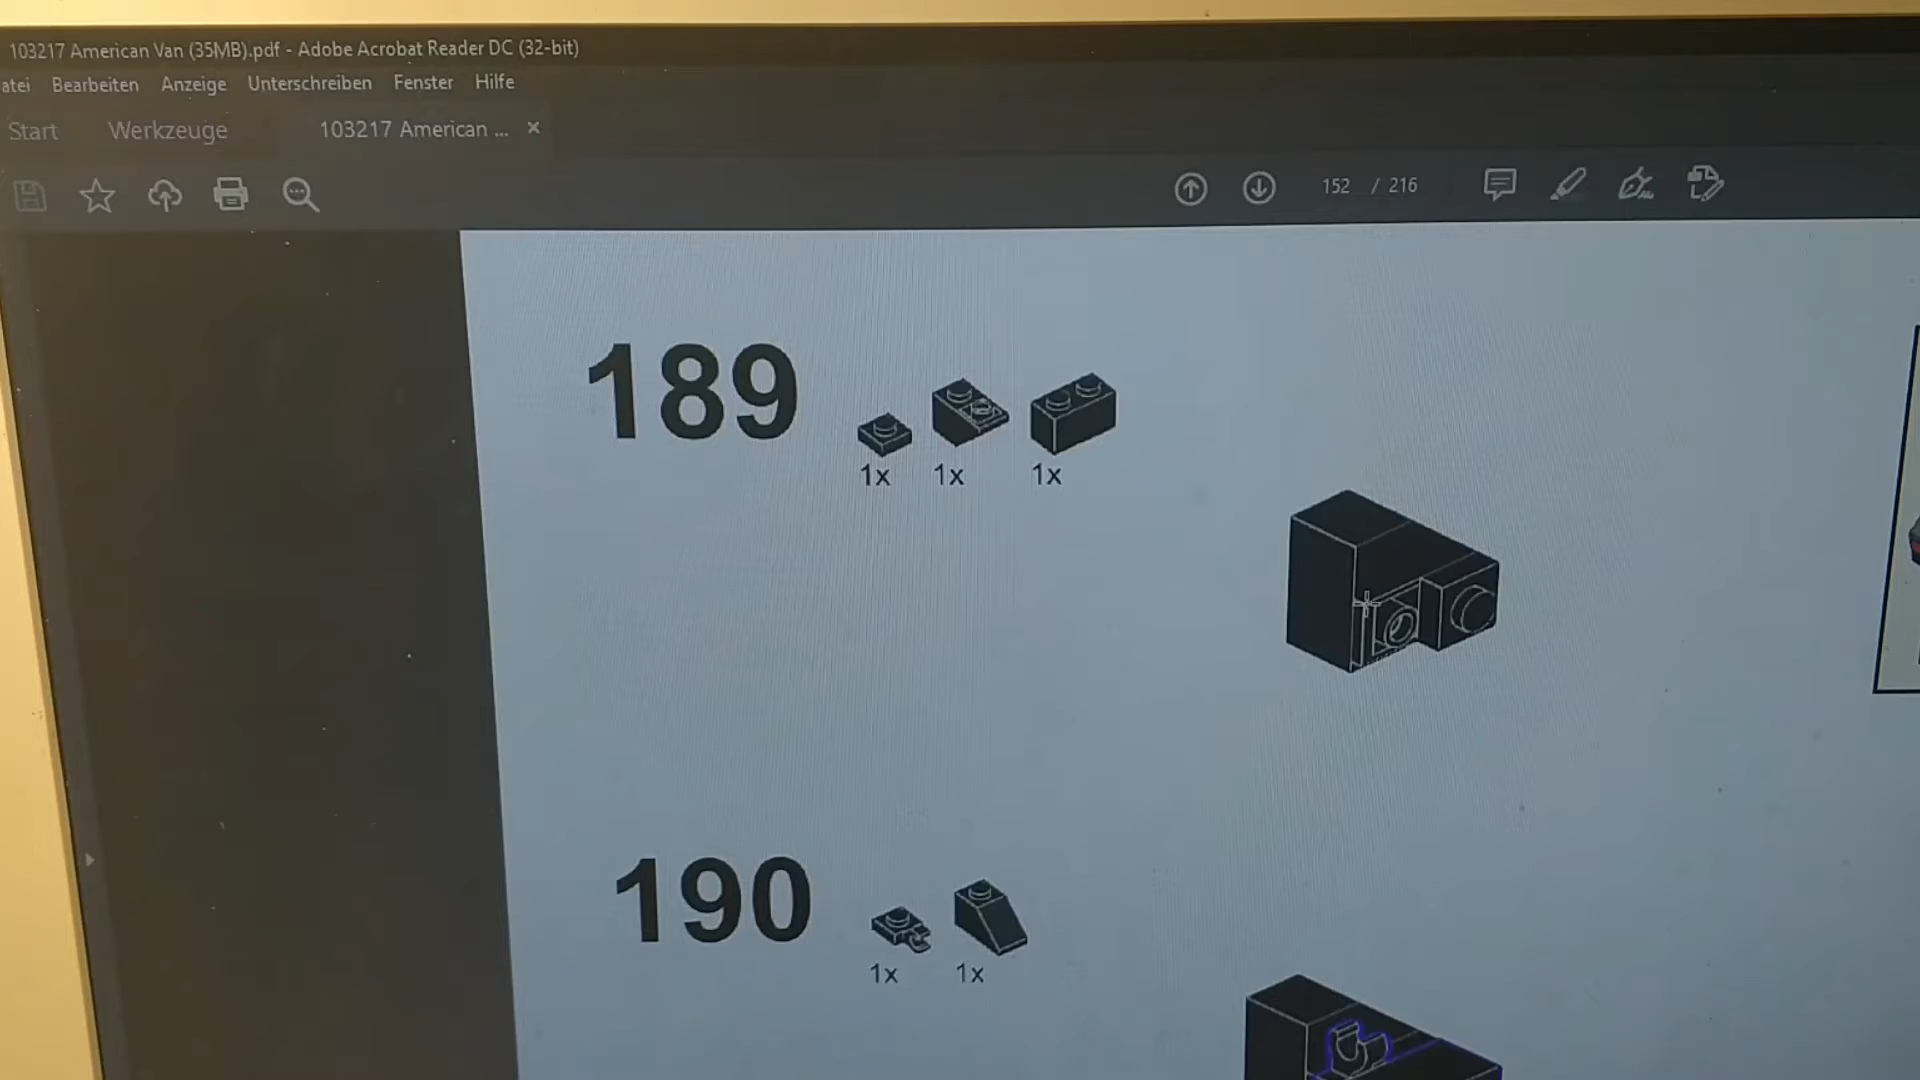 103217 American Van (35MB).pdf - Adobe Acrobat Reader DC (32-bit)
atei Bearbeiten Anzeige Unterschreiben Fenster Hilfe
Start Werkzeuge 103217 American ... ×
152 / 216
189
1x 1x 1x
190
1x 1x